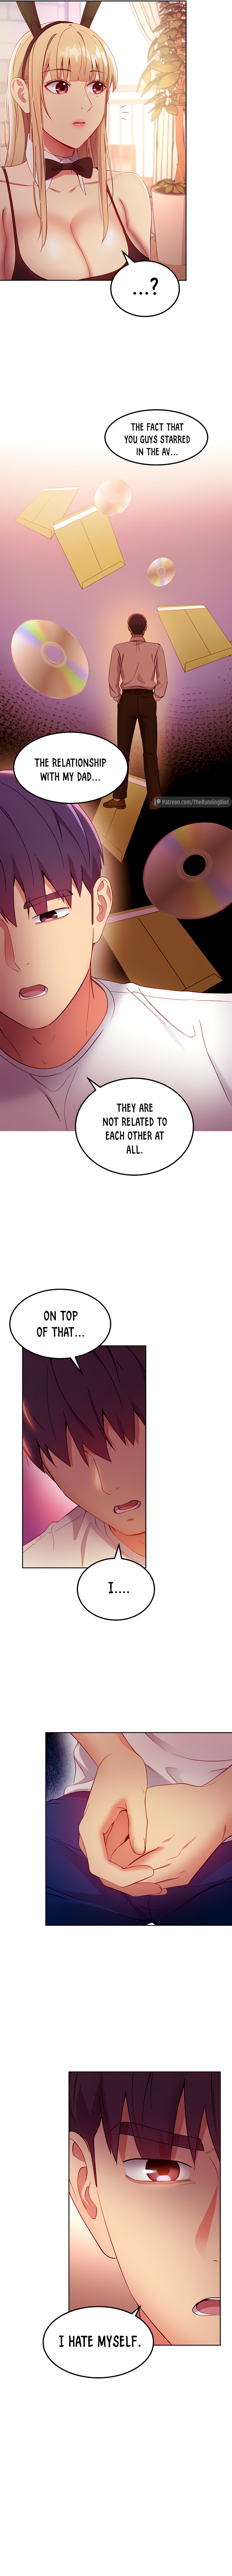 ...?
THE FACT THAT
YOU GUYS STARRED
IN THE AV...
THE RELATIONSHIP
WITH MY DAD...
Patreon.com/TheRunningRiot
THEY ARE
NOT RELATED TO
EACH OTHER AT
ALL.
ON TOP
OF THAT...
I....
I HATE MYSELF.